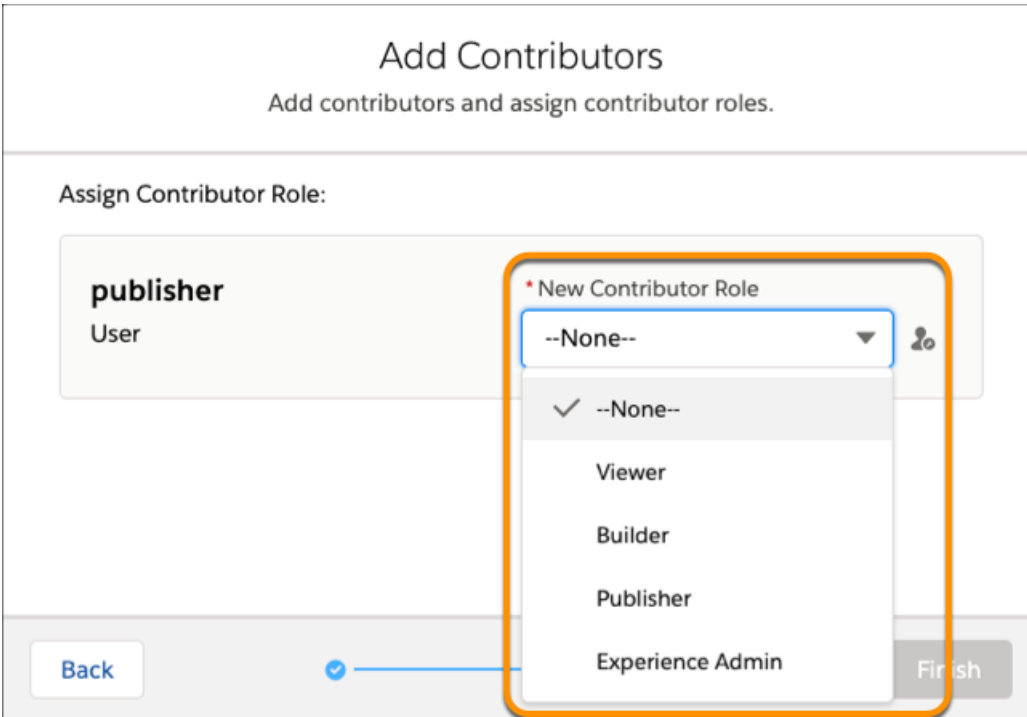 Add Contributors
Add contributors and assign contributor roles.
Assign Contributor Role:
publisher
User
* New Contributor Role
--None--
--None--
Viewer
Builder
Publisher
Experience Admin
Back
Finish